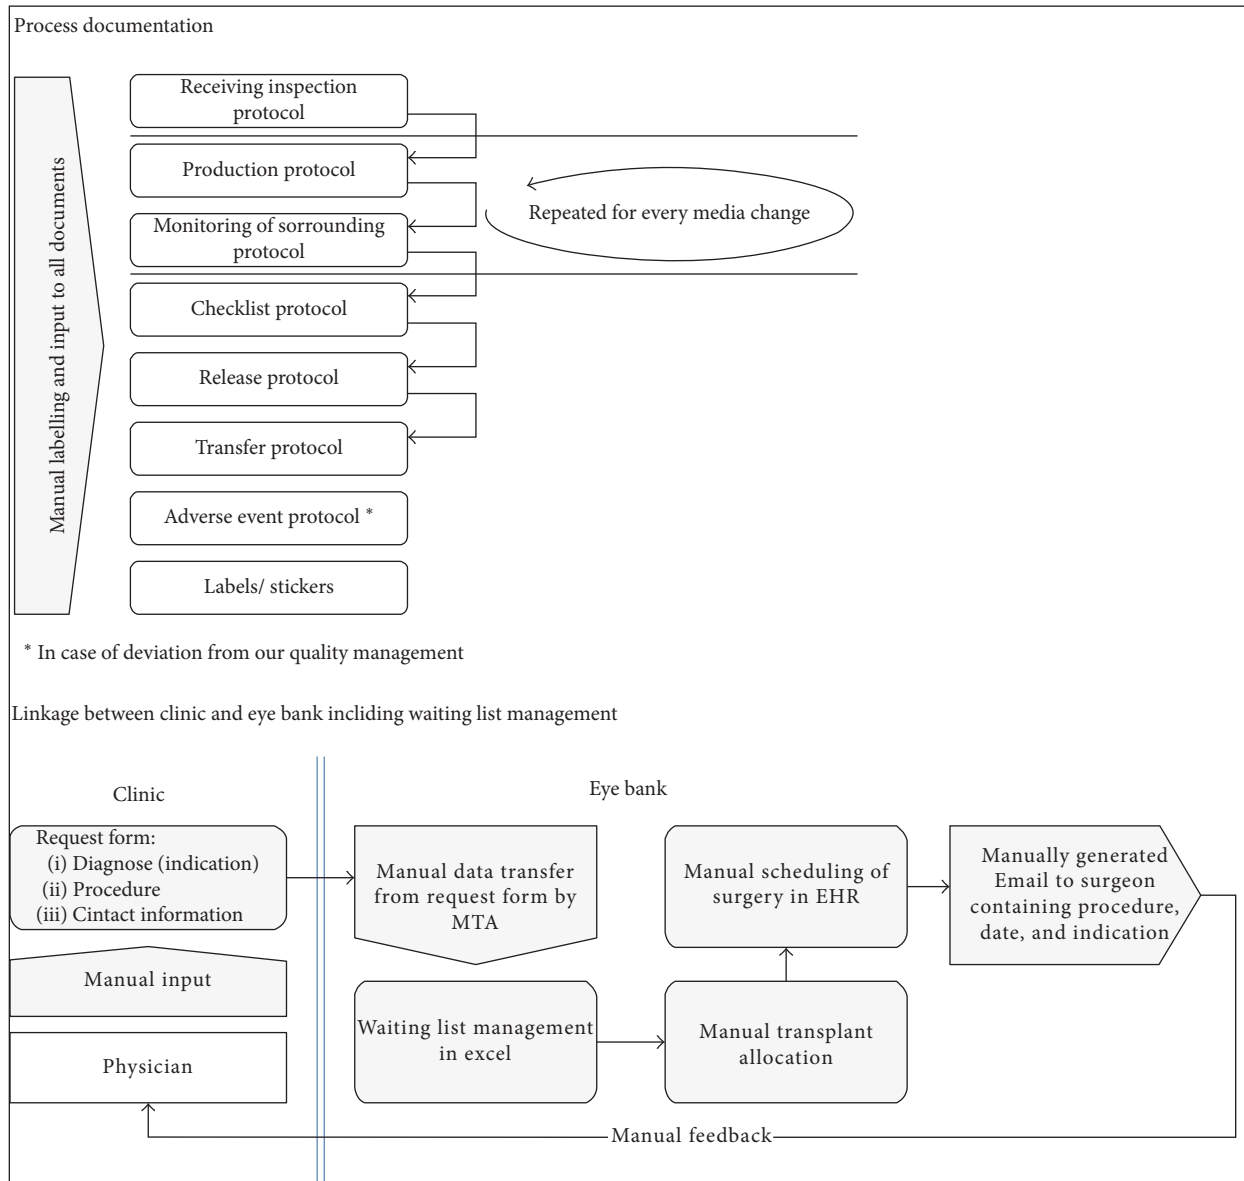 Process documentation
Manual labelling and input to all documents
Receiving inspection
protocol
Production protocol
Monitoring of sorrounding
protocol
Repeated for every media change
Checklist protocol
Release protocol
Transfer protocol
Adverse event protocol *
Labels/ stickers
* In case of deviation from our quality management
Linkage between clinic and eye bank inclиding waiting list management
Clinic
Request form:
(i) Diagnose (indication)
(ii) Procedure
(iii) Cintact information
Manual input
Physician
Eye bank
Manual data transfer
from request form by
MTA
Waiting list management
in excel
Manual transplant
allocation
Manual scheduling of
surgery in EHR
Manually generated
Email to surgeon
containing procedure,
date, and indication
Manual feedback